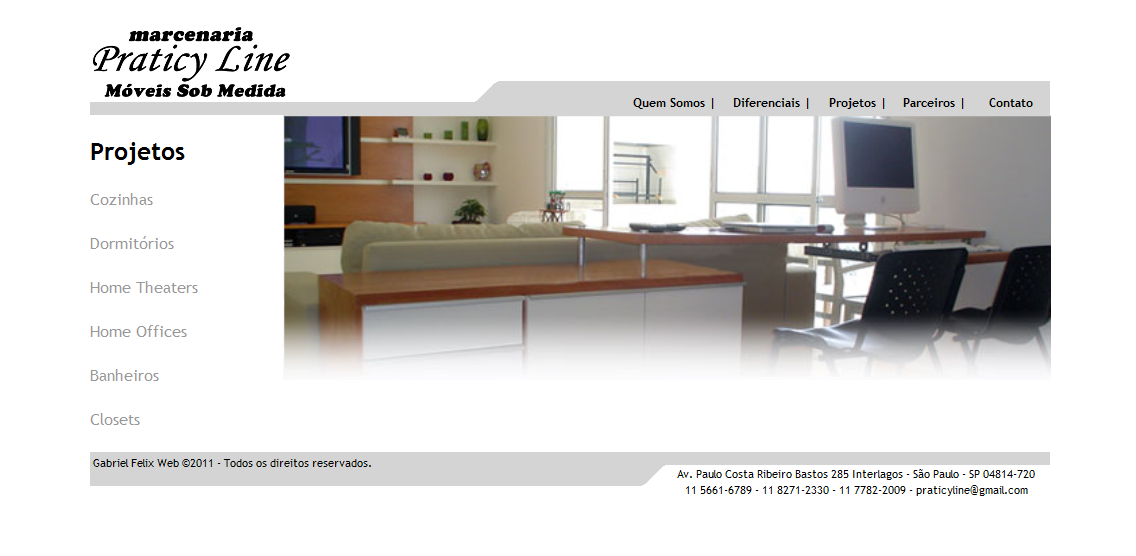 marcenaria
Praticy Line
Móveis Sob Medida
Quem Somos | Diferenciais | Projetos | Parceiros | Contato
Projetos
Cozinhas
Dormitórios
Home Theaters
Home Offices
Banheiros
Closets
Gabriel Felix Web ©2011 - Todos os direitos reservados.
Av. Paulo Costa Ribeiro Bastos 285 Interlagos - São Paulo - SP 04814-720
11 5661-6789 - 11 8271-2330 - 11 7782-2009 - praticyline@gmail.com